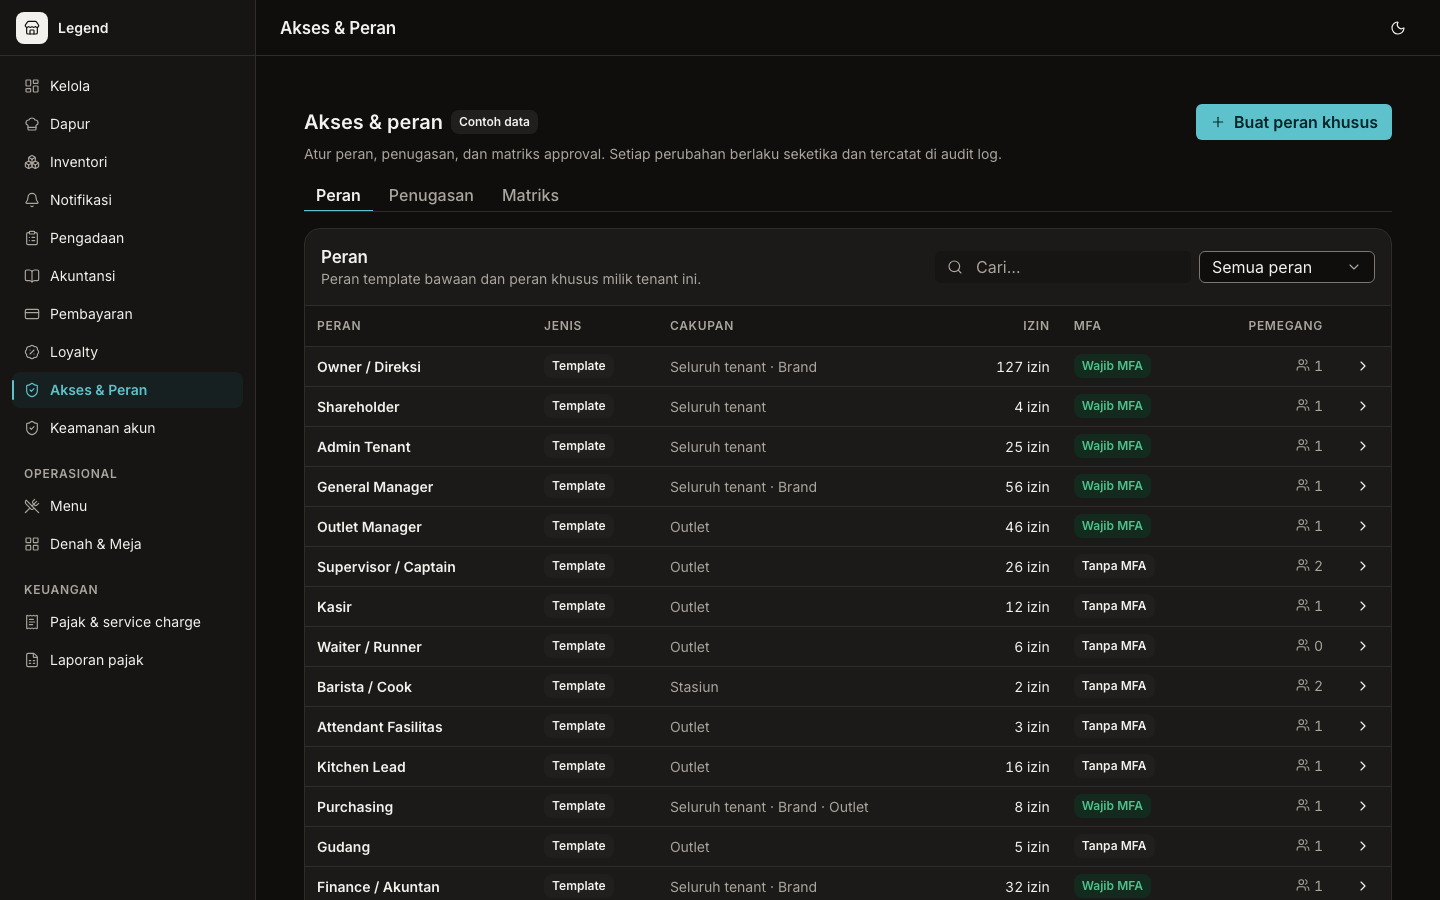 Legend
Akses & Peran
Kelola
Dapur
Inventori
Notifikasi
Pengadaan
Akuntansi
Pembayaran
Loyalty
Akses & Peran
Keamanan akun
OPERASIONAL
Menu
Denah & Meja
KEUANGAN
Pajak & service charge
Laporan pajak
Akses & peran Contoh data
Buat peran khusus
Atur peran, penugasan, dan matriks approval. Setiap perubahan berlaku seketika dan tercatat di audit log.
Peran Penugasan Matriks
Peran
Peran template bawaan dan peran khusus milik tenant ini.
Cari...
Semua peran
PERAN JENIS CAKUPAN IZIN MFA PEMEGANG
Owner / Direksi Template Seluruh tenant · Brand 127 izin Wajib MFA 1
Shareholder Template Seluruh tenant 4 izin Wajib MFA 1
Admin Tenant Template Seluruh tenant 25 izin Wajib MFA 1
General Manager Template Seluruh tenant · Brand 56 izin Wajib MFA 1
Outlet Manager Template Outlet 46 izin Wajib MFA 1
Supervisor / Captain Template Outlet 26 izin Tanpa MFA 2
Kasir Template Outlet 12 izin Tanpa MFA 1
Waiter / Runner Template Outlet 6 izin Tanpa MFA 0
Barista / Cook Template Stasiun 2 izin Tanpa MFA 2
Attendant Fasilitas Template Outlet 3 izin Tanpa MFA 1
Kitchen Lead Template Outlet 16 izin Tanpa MFA 1
Purchasing Template Seluruh tenant · Brand · Outlet 8 izin Wajib MFA 1
Gudang Template Outlet 5 izin Tanpa MFA 1
Finance / Akuntan Template Seluruh tenant · Brand 32 izin Wajib MFA 1